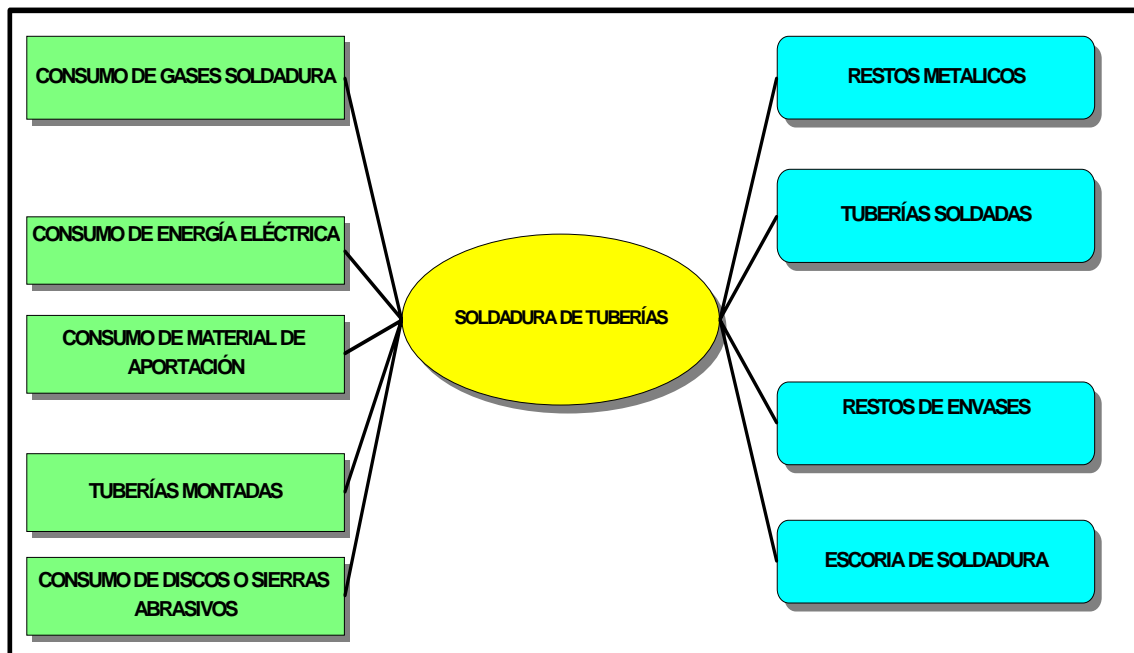 CONSUMO DE GASES SOLDADURA
CONSUMO DE ENERGÍA ELÉCTRICA
CONSUMO DE MATERIAL DE
APORTACIÓN
TUBERÍAS MONTADAS
CONSUMO DE DISCOS O SIERRAS
ABRASIVOS
SOLDADURA DE TUBERÍAS
RESTOS METALICOS
TUBERÍAS SOLDADAS
RESTOS DE ENVASES
ESCORIA DE SOLDADURA